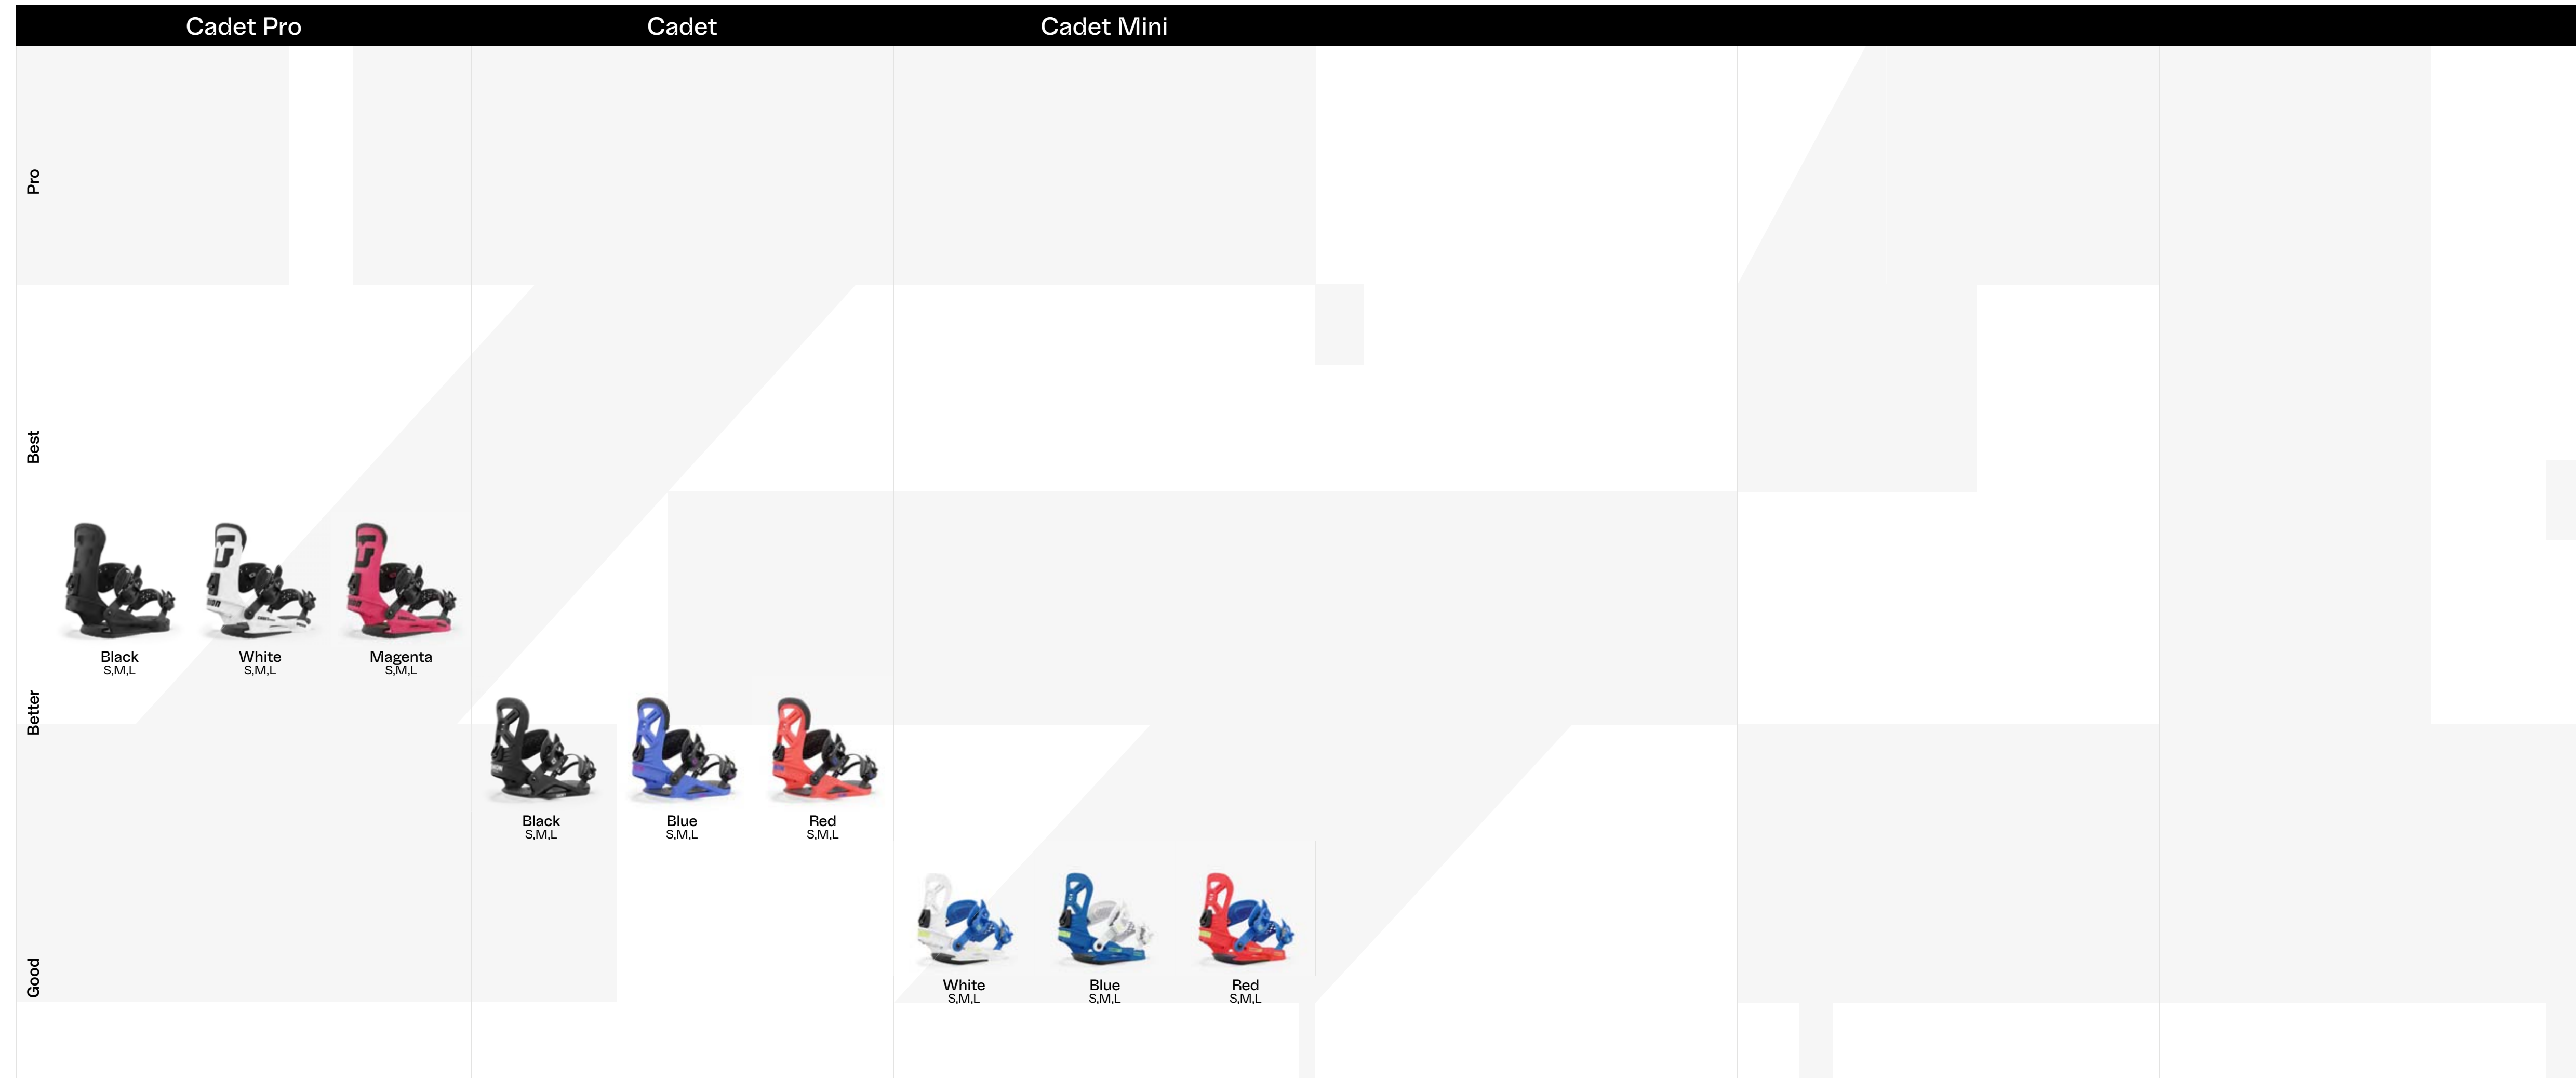 Cadet Pro
Cadet
Cadet Mini
Pro
Best
Better
Good
Black
S,M,L
White
S,M,L
Magenta
S,M,L
Black
S,M,L
Blue
S,M,L
Red
S,M,L
White
S,M,L
Blue
S,M,L
Red
S,M,L